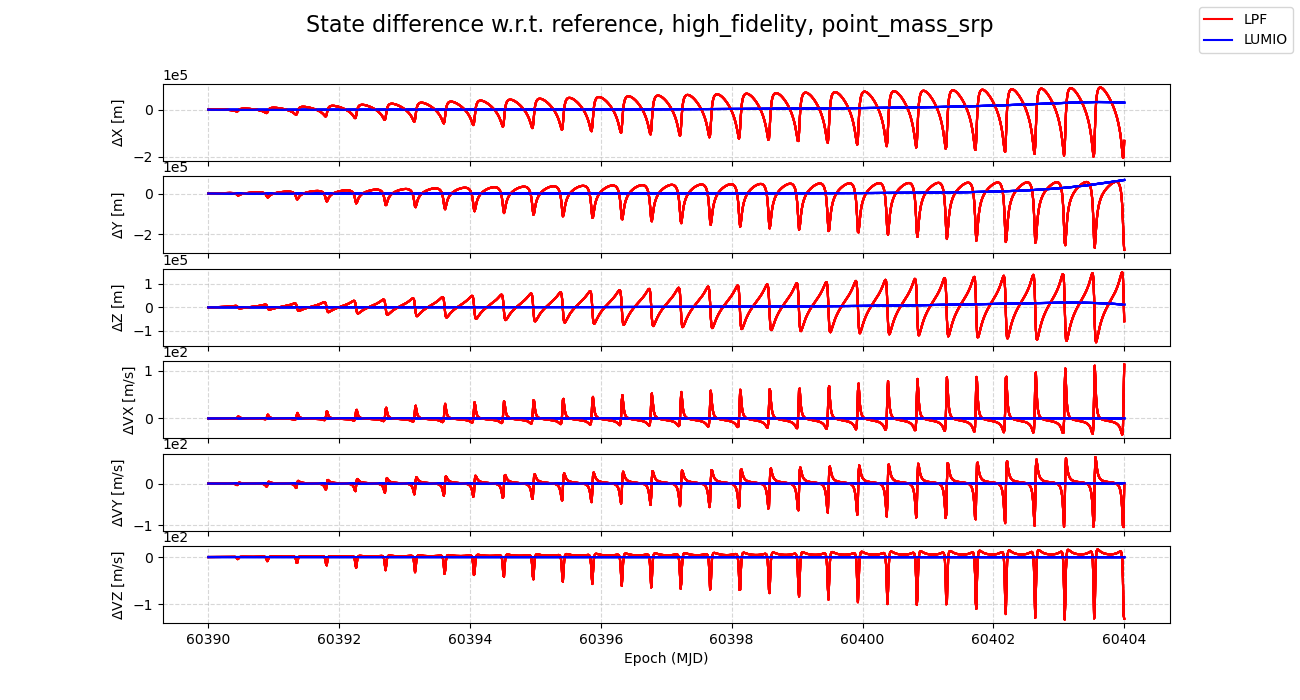 State difference w.r.t. reference, high_fidelity, point_mass_srp
LPF
LUMIO
1e5
0
−2
ΔX [m]
1e5
0
−2
ΔY [m]
1e5
1
0
−1
ΔZ [m]
1e2
1
0
ΔVX [m/s]
1e2
0
−1
ΔVY [m/s]
1e2
0
−1
ΔVZ [m/s]
60390 60392 60394 60396 60398 60400 60402 60404
Epoch (MJD)